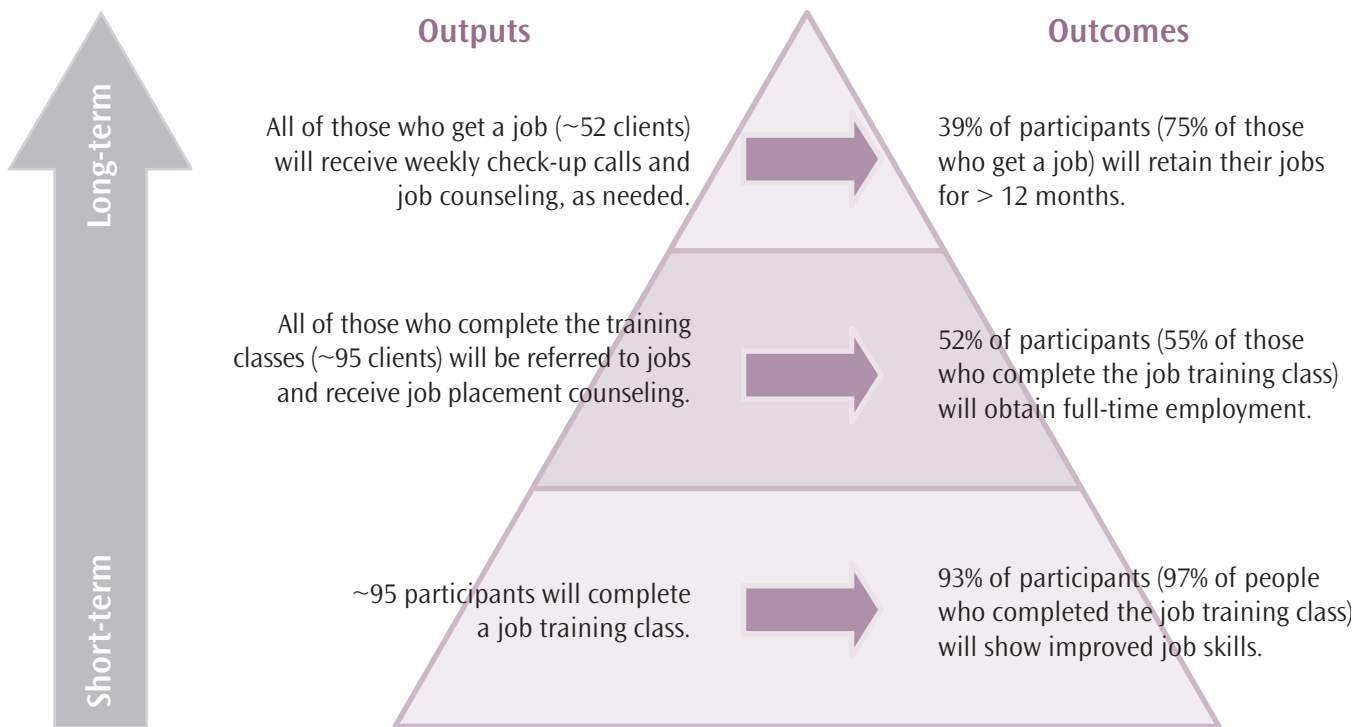 Outputs
Outcomes
Long-term
All of those who get a job (~52 clients)
will receive weekly check-up calls and
job counseling, as needed.
39% of participants (75% of those
who get a job) will retain their jobs
for > 12 months.
All of those who complete the training
classes (~95 clients) will be referred to jobs
and receive job placement counseling.
52% of participants (55% of those
who complete the job training class)
will obtain full-time employment.
Short-term
~95 participants will complete
a job training class.
93% of participants (97% of people
who completed the job training class)
will show improved job skills.